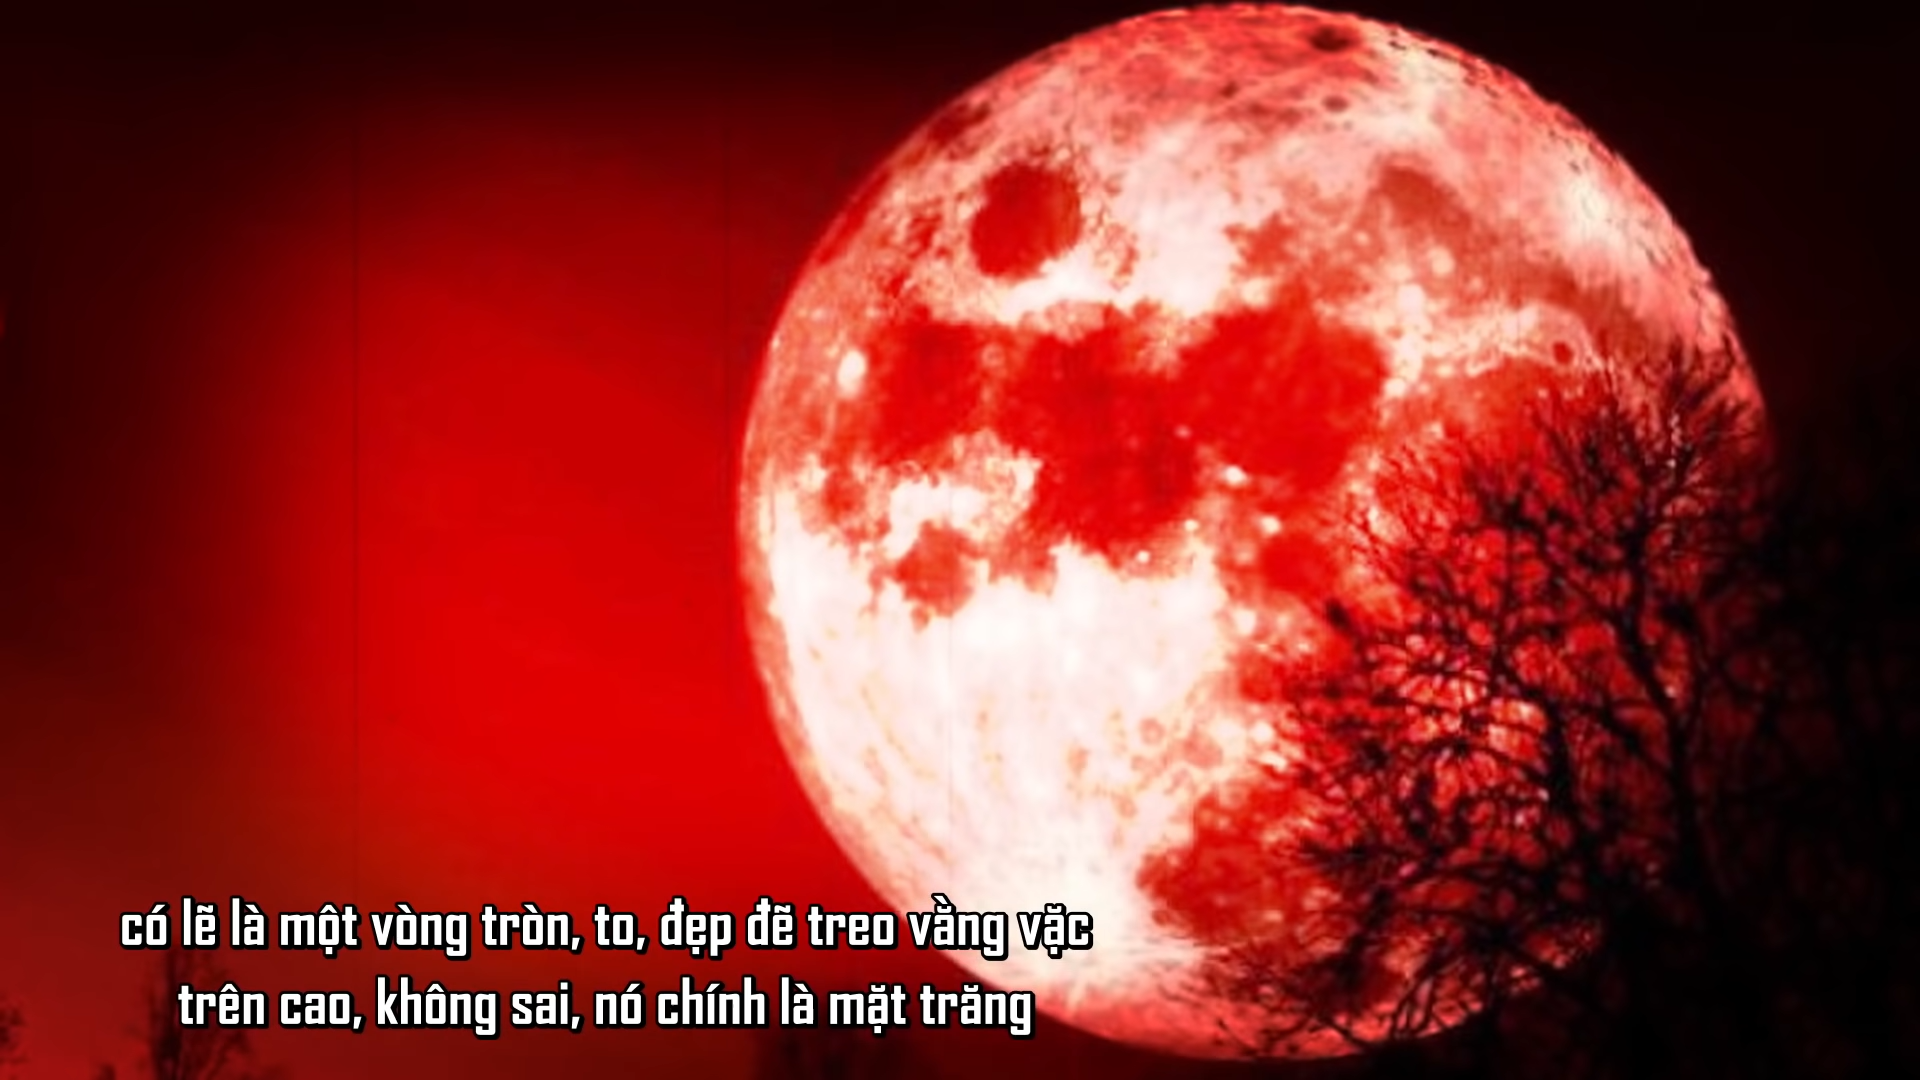 có lẽ là một vòng tròn, to, đẹp đẽ treo vằng vặc
trên cao, không sai, nó chính là mặt trăng